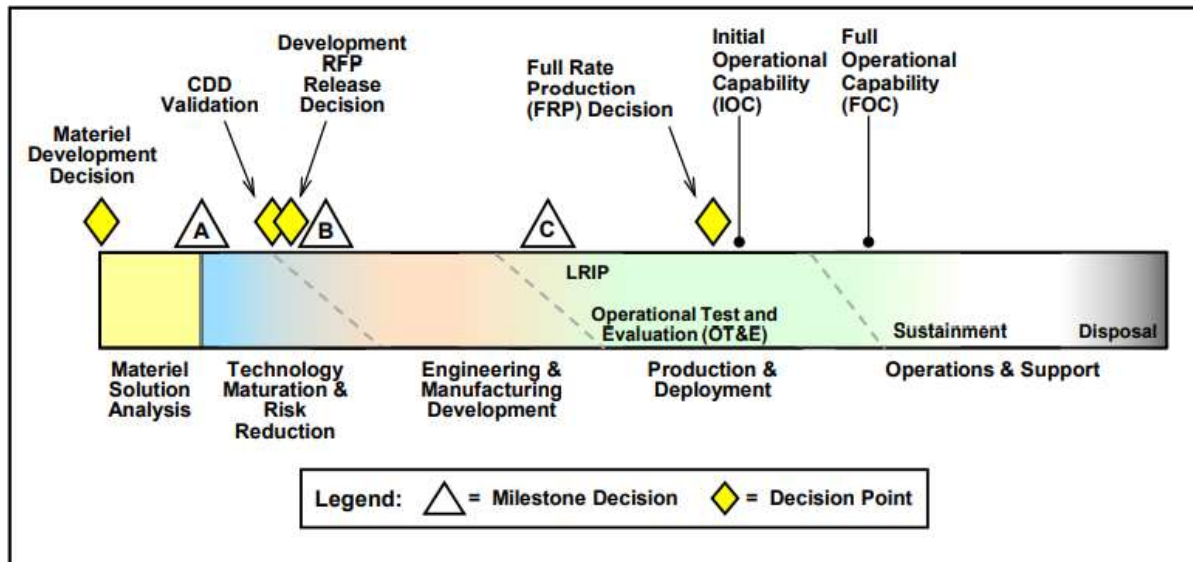 Materiel
Development
Decision
CDD
Validation
Development
RFP
Release
Decision
Full Rate
Production
(FRP) Decision
Initial
Operational
Capability
(IOC)
Full
Operational
Capability
(FOC)
A
B
C
LRIP
Operational Test and
Evaluation (OT&E)
Sustainment
Disposal
Materiel
Solution
Analysis
Technology
Maturation &
Risk
Reduction
Engineering &
Manufacturing
Development
Production &
Deployment
Operations & Support
Legend: = Milestone Decision = Decision Point